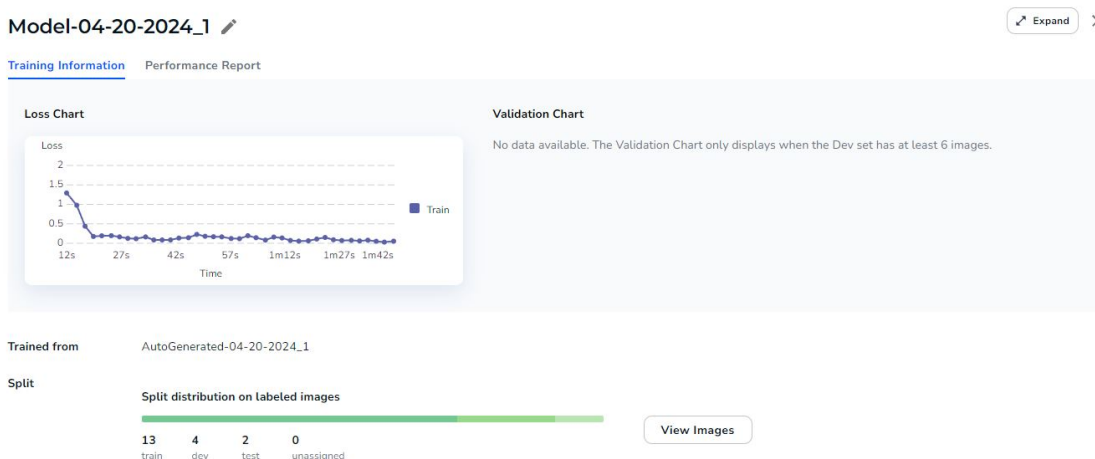 Model-04-20-2024_1
Expand
Training Information Performance Report
Loss Chart
Loss
2
1.5
1
0.5
0
12s 27s 42s 57s 1m12s 1m27s 1m42s
Time
Train
Validation Chart
No data available. The Validation Chart only displays when the Dev set has at least 6 images.
Trained from AutoGenerated-04-20-2024_1
Split
Split distribution on labeled images
13 4 2 0
train dev test unassigned
View Images